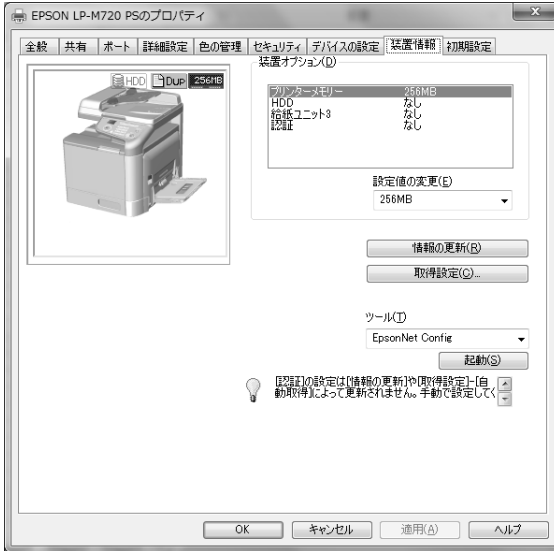 EPSON LP-M720 PSのプロパティ
全般 共有 ポート 詳細設定 色の管理 セキュリティ デバイスの設定 装置情報 初期設定
装置オプション(D)
HDD Dup 256MB
プリンターメモリー 256MB
HDD なし
給紙ユニット3 なし
認証 なし
設定値の変更(E)
256MB
情報の更新(R)
取得設定(C)...
ツール(T)
EpsonNet Config
起動(S)
[認証]の設定は[情報の更新]や[取得設定]-[自
動取得]によって更新されません。手動で設定してく
OK キャンセル 適用(A) ヘルプ